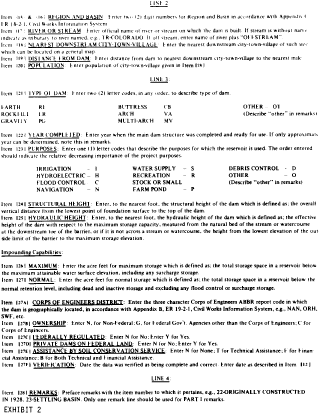 LINE 2
Item (5) & (6) REGION AND BASIN Enter two (2) digit numbers for Region and Basin in accordance with Appendix
ER 18-2-1, Civil Works Information System
Item (7) RIVER OR STREAM Enter official name of river or stream on which the dam is built. If stream is without name
indicate as tributary to river named, e.g., TR-COLORADO. If off stream, enter name of river plus "OFFSTREAM"
NEAREST DOWNSTREAM CITY-TOWN-VILLAGE Enter the nearest downstream city-town-village of such size
which can be located on a general map
DISTANCE FROM DAM Enter distance from dam to nearest downstream city-town-village to the nearest mile
POPULATION Enter population of city-town-village given in Item
LINE 3
TYPE OF DAM Enter two (2) letter codes, in any order, to describe type of dam.
EARTH RE BUTTRESS CB OTHER OT
ROCKFILL ER ARCH VA (Describe "other" in remarks)
GRAVITY PG MULTI-ARCH MV
Item (22) YEAR COMPLETED Enter year when the main dam structure was completed and ready for use. If only approximate
year can be determined, note this in remarks.
Item (23) PURPOSES Enter one (1) letter codes that describe the purposes for which the reservoir is used. The order entered
should indicate the relative decreasing importance of the project purposes.
IRRIGATION - I WATER SUPPLY - S DEBRIS CONTROL - D
HYDROELECTRIC - H RECREATION - R OTHER - O
FLOOD CONTROL - C STOCK OR SMALL (Describe "other" in remarks)
NAVIGATION - N FARM POND - P
Item (24) STRUCTURAL HEIGHT: Enter, to the nearest foot, the structural height of the dam which is defined as: the overall
vertical distance from the lowest point of foundation surface to the top of the dam.
Item (25) HYDRAULIC HEIGHT: Enter, to the nearest foot, the hydraulic height of the dam which is defined as; the effective
height of the dam with respect to the maximum storage capacity, measured from the natural bed of the stream or watercourse
at the downstream toe of the barrier, or if it is not across a stream or watercourse, the height from the lowest elevation of the out
side limit of the barrier to the maximum storage elevation.
Impounding Capabilities:
Item (26) MAXIMUM: Enter the acre feet for maximum storage which is defined as: the total storage space in a reservoir below
the maximum attainable water surface elevation, including any surcharge storage.
Item (27) NORMAL: Enter the acre feet for normal storage which is defined as: the total storage space in a reservoir below the
normal retention level, including dead and inactive storage and excluding any flood control or surcharge storage.
Item (27A) CORPS OF ENGINEERS DISTRICT: Enter the three character Corps of Engineers ABBR report code in which
the dam is geographically located, in accordance with Appendix B, ER 19-2-1, Civil Works Information System, e.g., NAN, ORH,
SWF, etc.
Item (27B) OWNERSHIP: Enter N, for Non-Federal; G, for Federal Gov't; Agencies other than the Corps of Engineers; C for
Corps of Engineers.
FEDERALLY REGULATED: Enter N for No; Enter Y for Yes.
PRIVATE DAMS ON FEDERAL LAND: Enter N for No; Enter Y for Yes.
ASSISTANCE BY SOIL CONSERVATION SERVICE: Enter N for None; T for Technical Assistance; F for Finan
cial Assistance; B for Both Technical and Financial Assistance.
VERIFICATION: Date the data was verified as being complete and correct. Enter date as described in Item
LINE 4
Item (28) REMARKS: Preface remarks with the item number to which it pertains, e.g., 22-ORIGINALLY CONSTRUCTED
IN 1928, 23-SETTLING BASIN. Only one remark line should be used for PART I remarks.
EXHIBIT 2